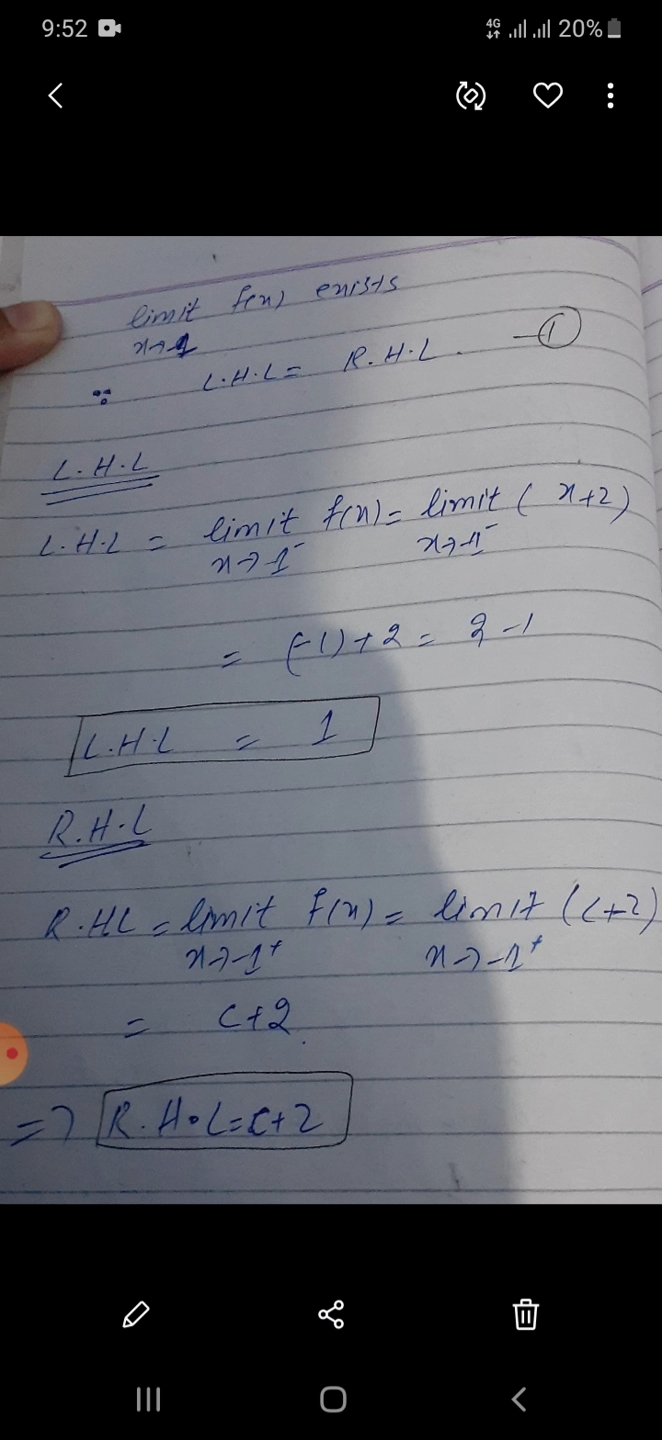 9:52 4G 20%
limit f(x) exists
x→-1
∵ L.H.L = R.H.L. -①
L.H.L
L.H.L = limit f(x) = limit (x+2)
x→-1⁻ x→-1⁻
= (-1)+2 = 2-1
L.H.L = 1
R.H.L
R.HL = limit f(x) = limit (c+2)
x→-1⁺ x→-1⁺
= c+2
=> R.H.L=c+2